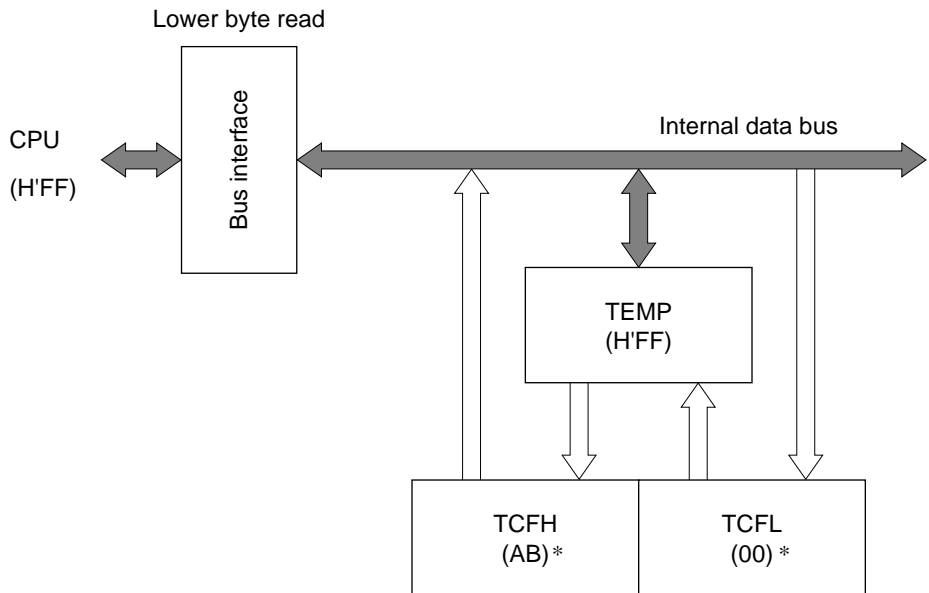 Lower byte read
CPU
(H'FF)
Bus interface
Internal data bus
TEMP
(H'FF)
TCFH
(AB)*
TCFL
(00)*